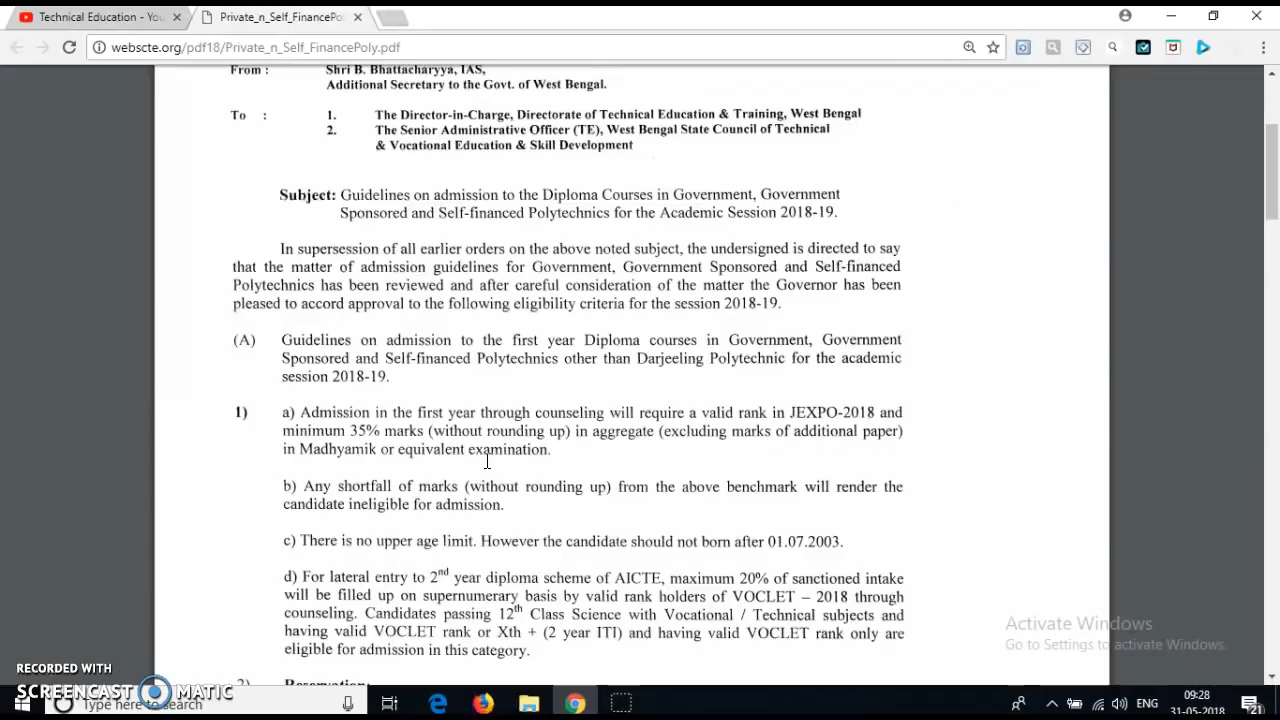 Technical Education - You
Private_n_Self_FinancePol
webscte.org/pdf18/Private_n_Self_FinancePoly.pdf
From : Shri B. Bhattacharyya, IAS,
Additional Secretary to the Govt. of West Bengal.
To : 1. The Director-in-Charge, Directorate of Technical Education & Training, West Bengal
2. The Senior Administrative Officer (TE), West Bengal State Council of Technical
& Vocational Education & Skill Development
Subject: Guidelines on admission to the Diploma Courses in Government, Government
Sponsored and Self-financed Polytechnics for the Academic Session 2018-19.
In supersession of all earlier orders on the above noted subject, the undersigned is directed to say
that the matter of admission guidelines for Government, Government Sponsored and Self-financed
Polytechnics has been reviewed and after careful consideration of the matter the Governor has been
pleased to accord approval to the following eligibility criteria for the session 2018-19.
(A) Guidelines on admission to the first year Diploma courses in Government, Government
Sponsored and Self-financed Polytechnics other than Darjeeling Polytechnic for the academic
session 2018-19.
1) a) Admission in the first year through counseling will require a valid rank in JEXPO-2018 and
minimum 35% marks (without rounding up) in aggregate (excluding marks of additional paper)
in Madhyamik or equivalent examination.
b) Any shortfall of marks (without rounding up) from the above benchmark will render the
candidate ineligible for admission.
c) There is no upper age limit. However the candidate should not born after 01.07.2003.
d) For lateral entry to 2nd year diploma scheme of AICTE, maximum 20% of sanctioned intake
will be filled up on supernumerary basis by valid rank holders of VOCLET – 2018 through
counseling. Candidates passing 12th Class Science with Vocational / Technical subjects and
having valid VOCLET rank or Xth + (2 year ITI) and having valid VOCLET rank only are
eligible for admission in this category.
2) Reservation:
Activate Windows
Go to Settings to activate Windows.
RECORDED WITH
SCREENCAST MATIC
Type here to search
ENG
09:28
31-05-2018
21